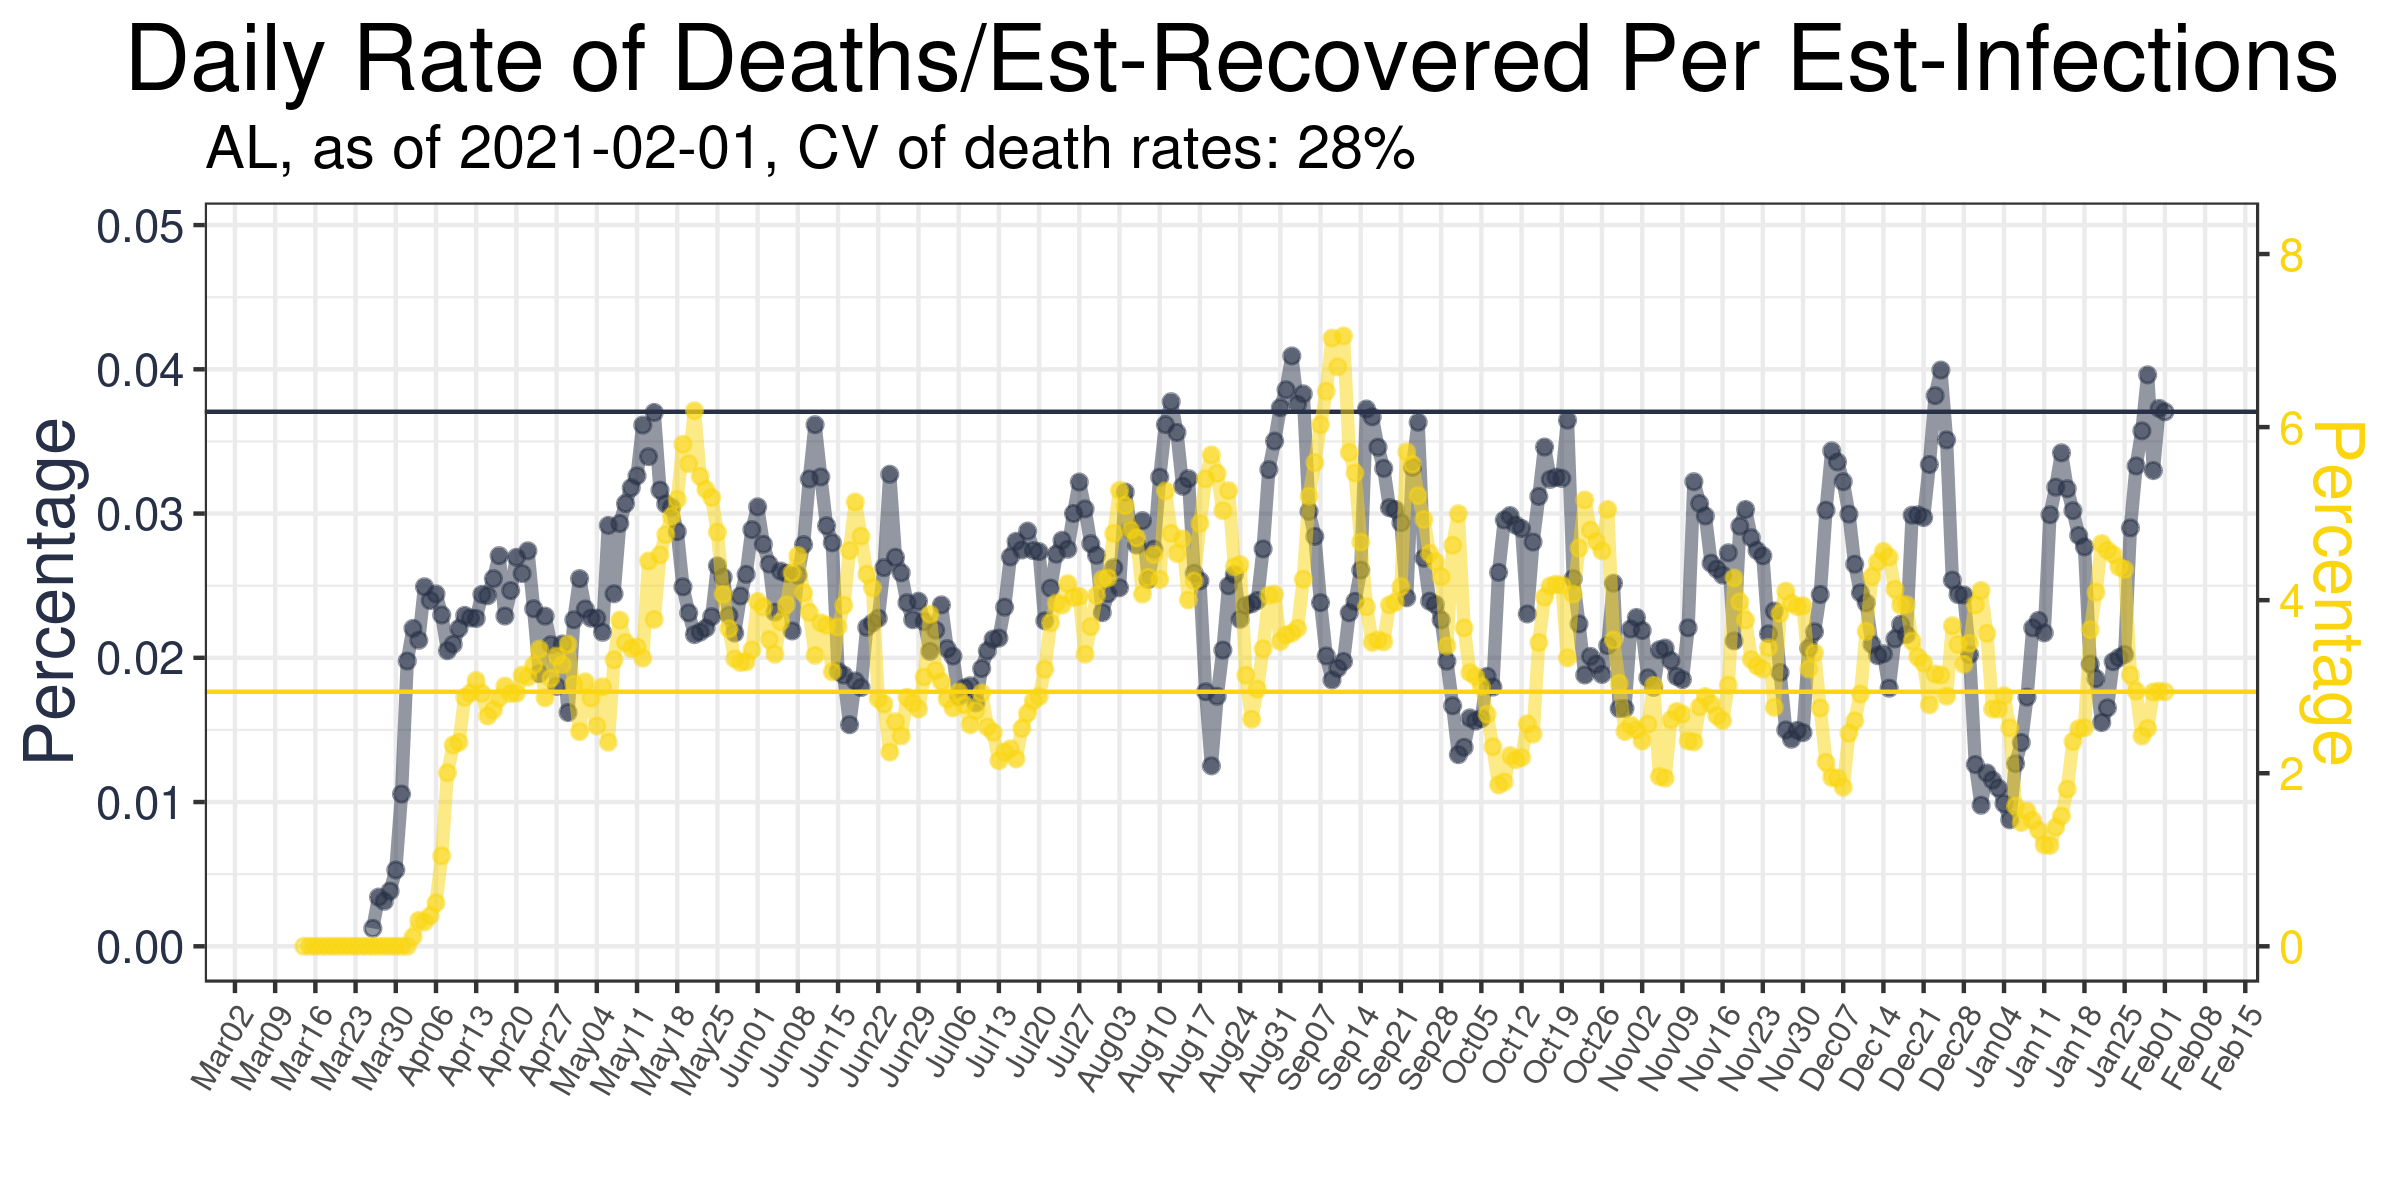 Daily Rate of Deaths/Est-Recovered Per Est-Infections
AL, as of 2021-02-01, CV of death rates: 28%
Percentage
0.05
0.04
0.03
0.02
0.01
0.00
8
6
4
2
0
Percentage
Mar02
Mar09
Mar16
Mar23
Mar30
Apr06
Apr13
Apr20
Apr27
May04
May11
May18
May25
Jun01
Jun08
Jun15
Jun22
Jun29
Jul06
Jul13
Jul20
Jul27
Aug03
Aug10
Aug17
Aug24
Aug31
Sep07
Sep14
Sep21
Sep28
Oct05
Oct12
Oct19
Oct26
Nov02
Nov09
Nov16
Nov23
Nov30
Dec07
Dec14
Dec21
Dec28
Jan04
Jan11
Jan18
Jan25
Feb01
Feb08
Feb15